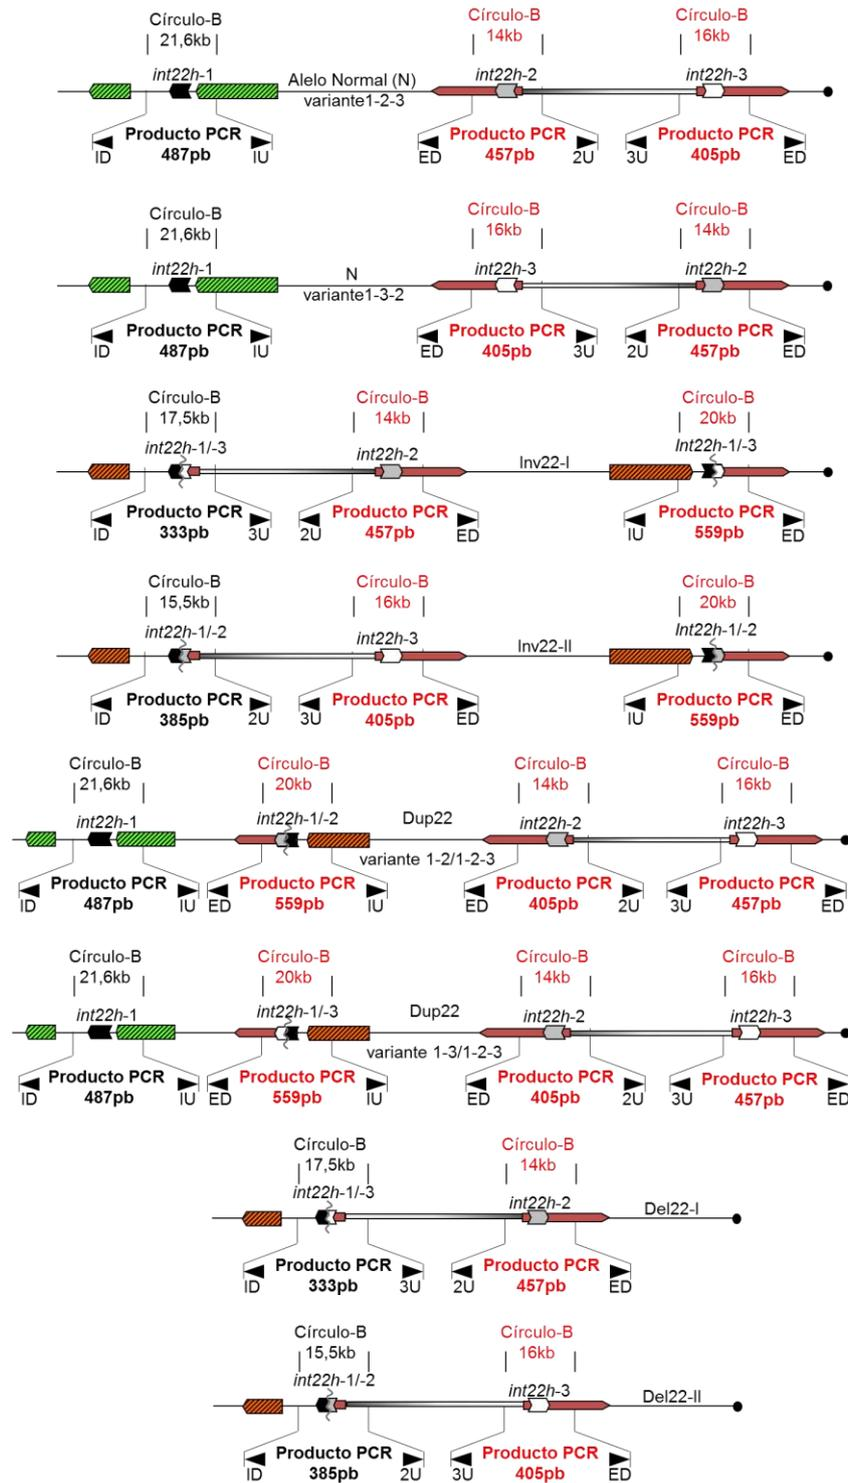 Círculo-B Círculo-B Círculo-B
21,6kb 14kb 16kb
int22h-1 Alelo Normal (N) int22h-2 int22h-3
variante1-2-3
Producto PCR Producto PCR Producto PCR
ID 487pb IU ED 457pb 2U 3U 405pb ED
Círculo-B Círculo-B Círculo-B
21,6kb 16kb 14kb
int22h-1 N int22h-3 int22h-2
variante1-3-2
Producto PCR Producto PCR Producto PCR
ID 487pb IU ED 405pb 3U 2U 457pb ED
Círculo-B Círculo-B Círculo-B
17,5kb 14kb 20kb
int22h-1/-3 int22h-2 Inv22-I Int22h-1/-3
Producto PCR Producto PCR Producto PCR
ID 333pb 3U 2U 457pb ED IU 559pb ED
Círculo-B Círculo-B Círculo-B
15,5kb 16kb 20kb
int22h-1/-2 int22h-3 Inv22-II Int22h-1/-2
Producto PCR Producto PCR Producto PCR
ID 385pb 2U 3U 405pb ED IU 559pb ED
Círculo-B Círculo-B Círculo-B Círculo-B
21,6kb 20kb 14kb 16kb
int22h-1 int22h-1/-2 Dup22 int22h-2 int22h-3
variante 1-2/1-2-3
Producto PCR Producto PCR Producto PCR Producto PCR
ID 487pb IU ED 559pb IU ED 405pb 2U 3U 457pb ED
Círculo-B Círculo-B Círculo-B Círculo-B
21,6kb 20kb 14kb 16kb
int22h-1 int22h-1/-3 Dup22 int22h-2 int22h-3
variante 1-3/1-2-3
Producto PCR Producto PCR Producto PCR Producto PCR
ID 487pb IU ED 559pb IU ED 405pb 2U 3U 457pb ED
Círculo-B Círculo-B
17,5kb 14kb
int22h-1/-3 int22h-2 Del22-I
Producto PCR Producto PCR
ID 333pb 3U 2U 457pb ED
Círculo-B Círculo-B
15,5kb 16kb
int22h-1/-2 int22h-3 Del22-II
Producto PCR Producto PCR
ID 385pb 2U 3U 405pb ED